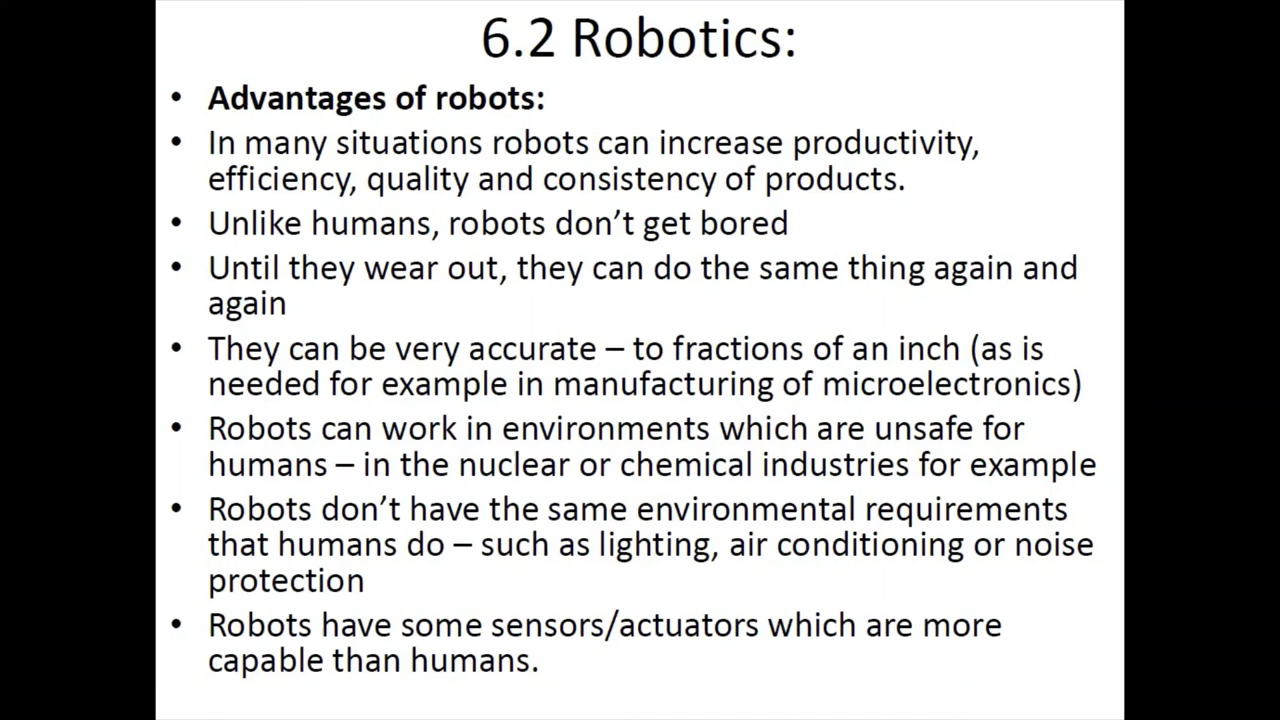 6.2 Robotics:
• Advantages of robots:
• In many situations robots can increase productivity,
efficiency, quality and consistency of products.
• Unlike humans, robots don’t get bored
• Until they wear out, they can do the same thing again and
again
• They can be very accurate – to fractions of an inch (as is
needed for example in manufacturing of microelectronics)
• Robots can work in environments which are unsafe for
humans – in the nuclear or chemical industries for example
• Robots don’t have the same environmental requirements
that humans do – such as lighting, air conditioning or noise
protection
• Robots have some sensors/actuators which are more
capable than humans.